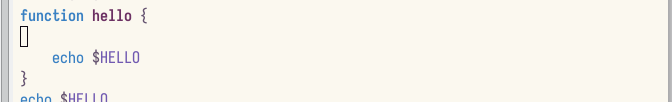 function hello {
    echo $HELLO
}
echo $HELLO